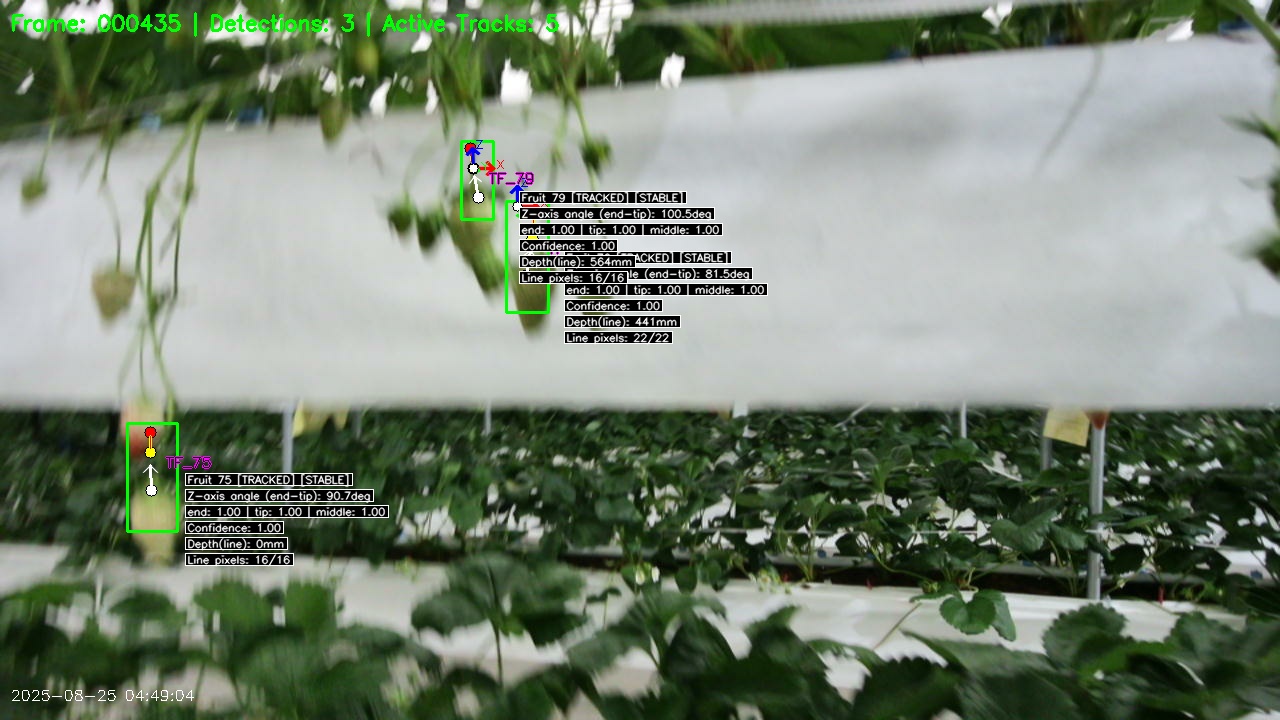 Frame: 000435 | Detections: 3 | Active Tracks: 5
Z
X
TF_79
Fruit 79 [TRACKED] [STABLE]
Z-axis angle (end-tip): 100.5deg
end: 1.00 | tip: 1.00 | middle: 1.00
Confidence: 1.00
Depth(line): 564mm
Line pixels: 16/16
ACKED] [STABLE]
le (end-tip): 81.5deg
end: 1.00 | tip: 1.00 | middle: 1.00
Confidence: 1.00
Depth(line): 441mm
Line pixels: 22/22
TF_75
Fruit 75 [TRACKED] [STABLE]
Z-axis angle (end-tip): 90.7deg
end: 1.00 | tip: 1.00 | middle: 1.00
Confidence: 1.00
Depth(line): 0mm
Line pixels: 16/16
2025-08-25 04:49:04